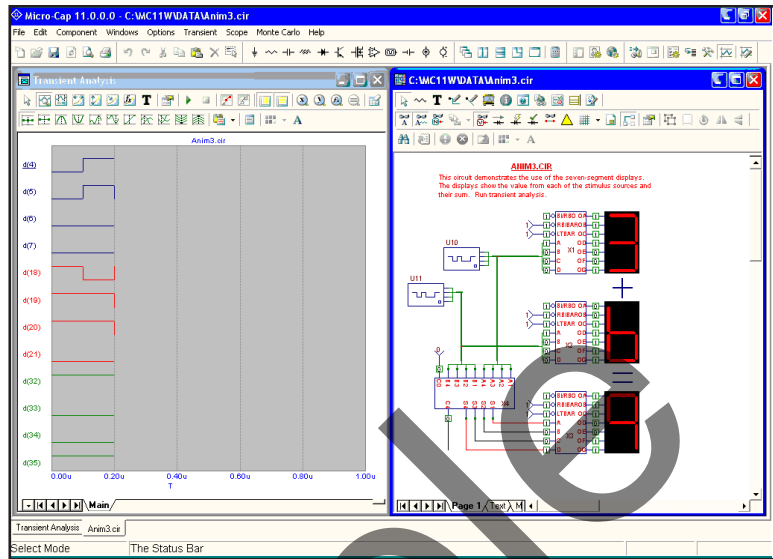 Micro-Cap 11.0.0.0 - C:\MC11W\DATA\Anim3.cir
File Edit Component Windows Options Transient Scope Monte Carlo Help
Transient Analysis
C:\MC11W\DATA\Anim3.cir
Anim3.cir
d(4)
d(5)
d(6)
d(7)
d(18)
d(19)
d(20)
d(21)
d(32)
d(33)
d(34)
d(35)
0.00u 0.20u 0.40u 0.60u 0.80u 1.00u
T
Main
ANIM3.CIR
This circuit demonstrates the use of the seven-segment displays.
The displays show the value from each of the stimulus sources and
their sum. Run transient analysis.
U10
U11
X1
X2
X3
X4
Page 1 Text M
Transient Analysis Anim3.cir
Select Mode The Status Bar